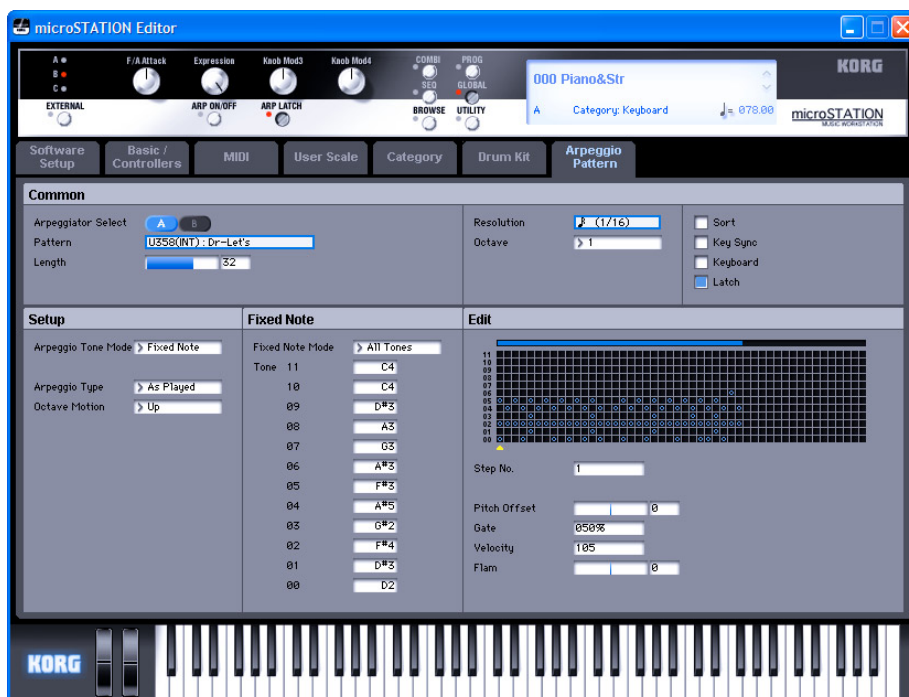 microSTATION Editor
A
B
C
F/A Attack Expression Knob Mod3 Knob Mod4
COMBI PROG
SEQ GLOBAL
EXTERNAL ARP ON/OFF ARP LATCH BROWSE UTILITY
000 Piano&Str
A Category: Keyboard ♩= 078.00
KORG
microSTATION
MUSIC WORKSTATION
Software Setup Basic / Controllers MIDI User Scale Category Drum Kit Arpeggio Pattern
Common
Arpeggiator Select A B
Pattern U358(INT):Dr-Let's
Length 32
Resolution (1/16)
Octave 1
Sort
Key Sync
Keyboard
Latch
Setup
Arpeggio Tone Mode Fixed Note
Arpeggio Type As Played
Octave Motion Up
Fixed Note
Fixed Note Mode All Tones
Tone 11 C4
10 C4
09 D#3
08 A3
07 G3
06 A#3
05 F#3
04 A#5
03 G#2
02 F#4
01 D#3
00 D2
Edit
11
10
09
08
07
06
05
04
03
02
01
00
Step No. 1
Pitch Offset 0
Gate 050%
Velocity 105
Flam 0
KORG